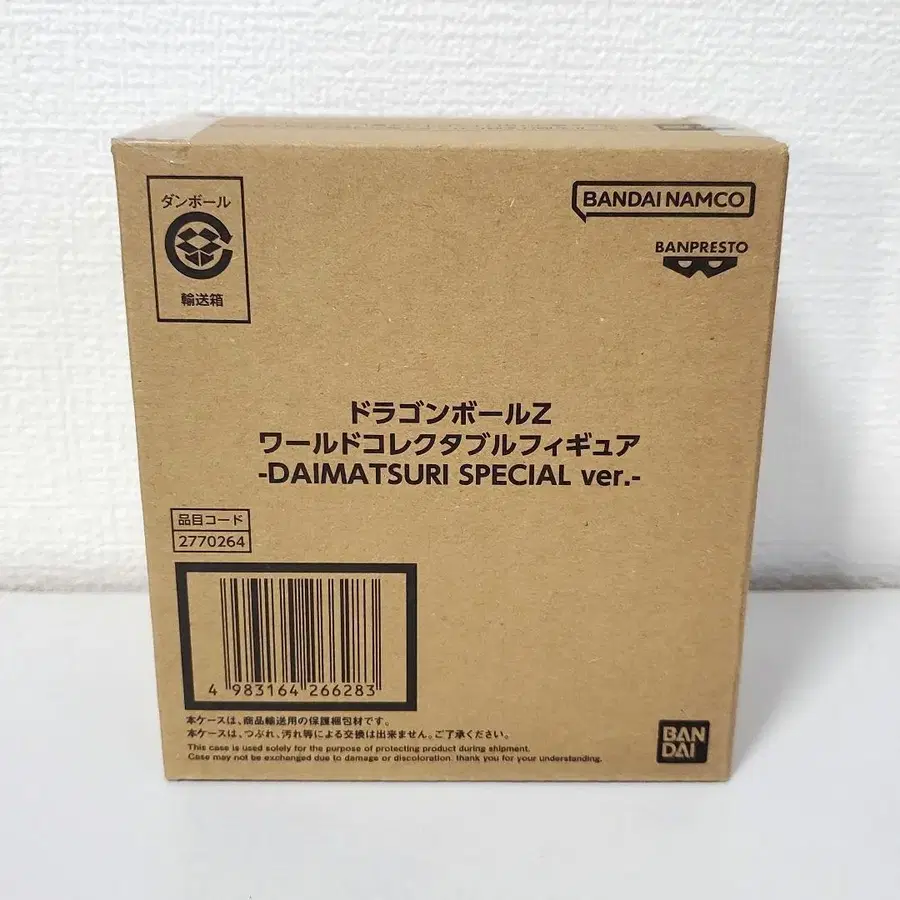 ダンボール
輸送箱
BANDAI NAMCO
BANPRESTO
ドラゴンボールZ
ワールドコレクタブルフィギュア
-DAIMATSURI SPECIAL ver.-
品目コード
2770264
4 983164 266283
本ケースは、商品輸送用の保護梱包材です。
本ケースは、つぶれ、汚れ等による交換は出来ません。ご了承ください。
This case is used solely for the purpose of protecting product during shipment.
Case may not be exchanged due to damage or discoloration. thank you for your understanding.
BAN
DAI